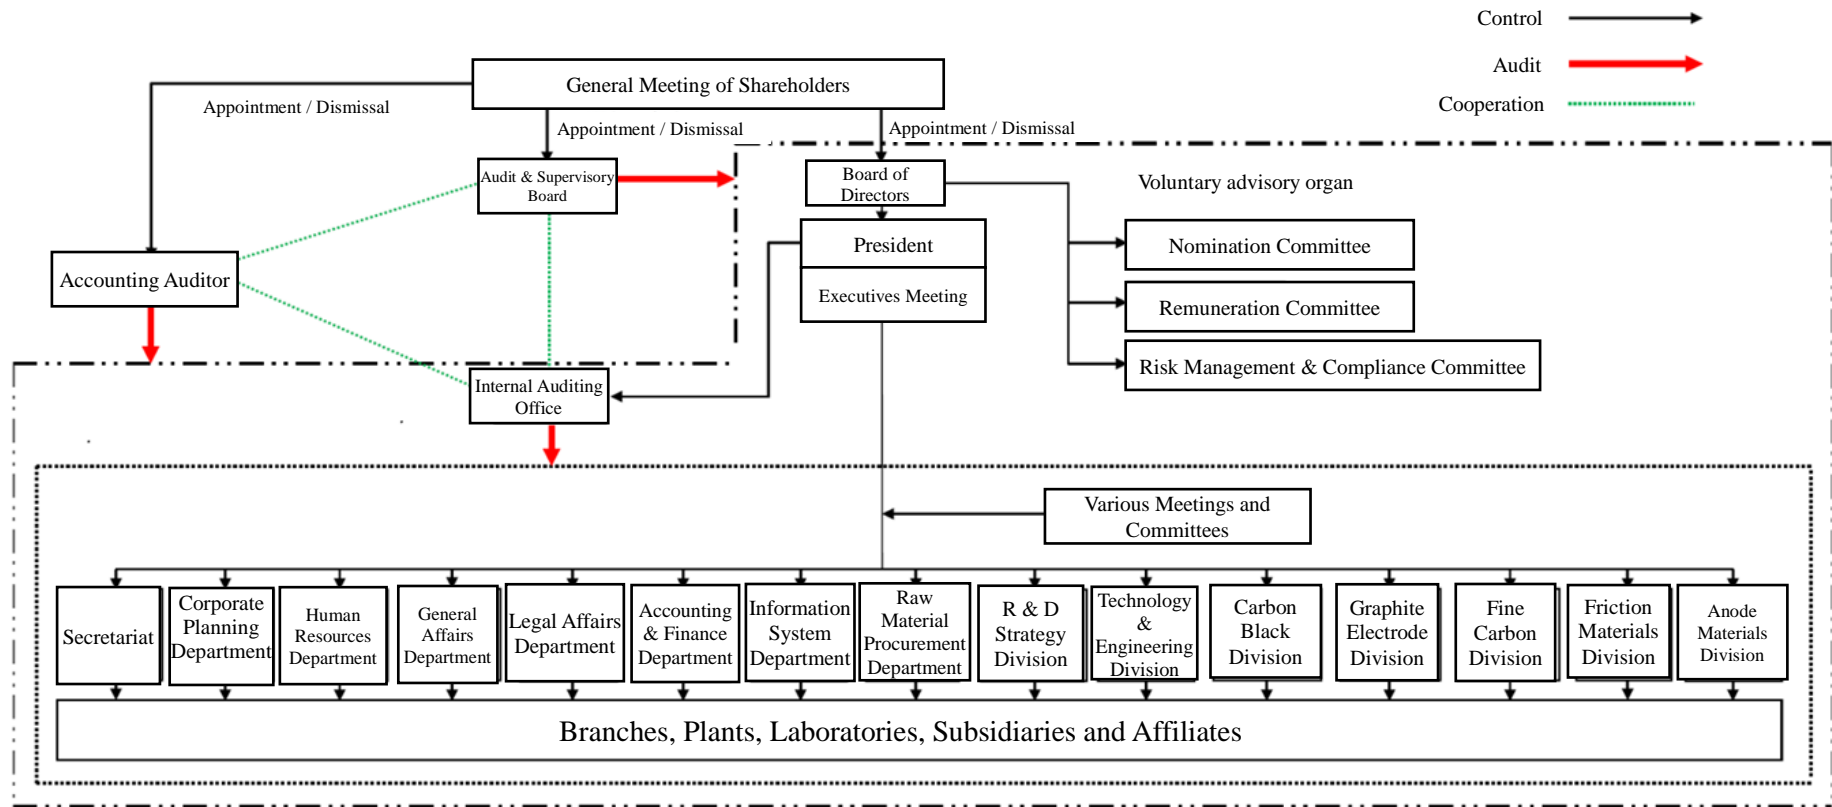 Control
Audit
Cooperation
General Meeting of Shareholders
Appointment / Dismissal
Appointment / Dismissal
Appointment / Dismissal
Audit & Supervisory
Board
Board of
Directors
Voluntary advisory organ
Accounting Auditor
President
Executives Meeting
Nomination Committee
Remuneration Committee
Risk Management & Compliance Committee
Internal Auditing
Office
Various Meetings and
Committees
Secretariat
Corporate
Planning
Department
Human
Resources
Department
General
Affairs
Department
Legal Affairs
Department
Accounting
& Finance
Department
Information
System
Department
Raw
Material
Procurement
Department
R & D
Strategy
Division
Technology
&
Engineering
Division
Carbon
Black
Division
Graphite
Electrode
Division
Fine
Carbon
Division
Friction
Materials
Division
Anode
Materials
Division
Branches, Plants, Laboratories, Subsidiaries and Affiliates